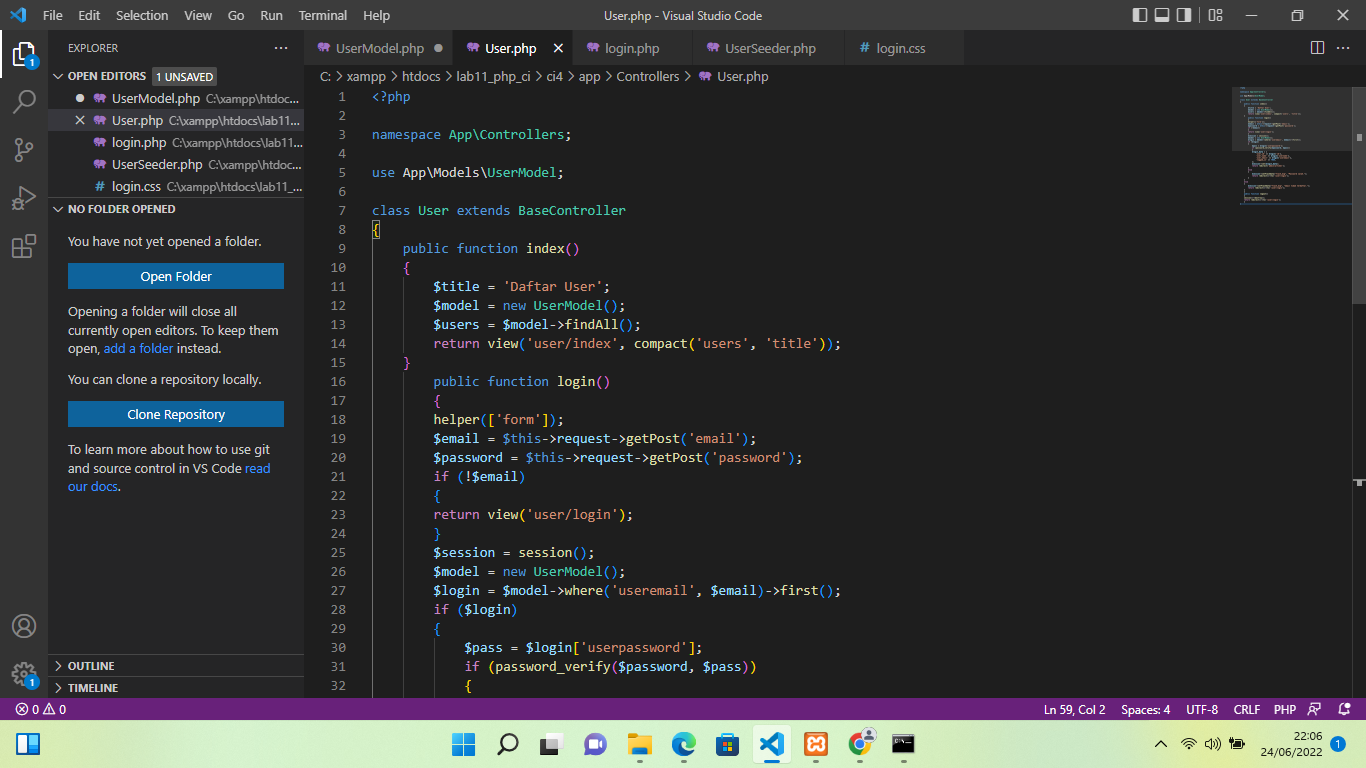 File Edit Selection View Go Run Terminal Help
User.php - Visual Studio Code
EXPLORER
OPEN EDITORS 1 UNSAVED
UserModel.php C:\xampp\htdoc...
User.php C:\xampp\htdocs\lab11...
login.php C:\xampp\htdocs\lab11...
UserSeeder.php C:\xampp\htdoc...
login.css C:\xampp\htdocs\lab11_...
NO FOLDER OPENED
You have not yet opened a folder.
Open Folder
Opening a folder will close all
currently open editors. To keep them
open, add a folder instead.
You can clone a repository locally.
Clone Repository
To learn more about how to use git
and source control in VS Code read
our docs.
OUTLINE
TIMELINE
1
1
UserModel.php User.php login.php UserSeeder.php # login.css
C: > xampp > htdocs > lab11_php_ci > ci4 > app > Controllers > User.php
1 <?php
2
3 namespace App\Controllers;
4
5 use App\Models\UserModel;
6
7 class User extends BaseController
8 {
9 public function index()
10 {
11 $title = 'Daftar User';
12 $model = new UserModel();
13 $users = $model->findAll();
14 return view('user/index', compact('users', 'title'));
15 }
16 public function login()
17 {
18 helper(['form']);
19 $email = $this->request->getPost('email');
20 $password = $this->request->getPost('password');
21 if (!$email)
22 {
23 return view('user/login');
24 }
25 $session = session();
26 $model = new UserModel();
27 $login = $model->where('useremail', $email)->first();
28 if ($login)
29 {
30 $pass = $login['userpassword'];
31 if (password_verify($password, $pass))
32 {
0 0
Ln 59, Col 2 Spaces: 4 UTF-8 CRLF PHP
22:06
24/06/2022
1